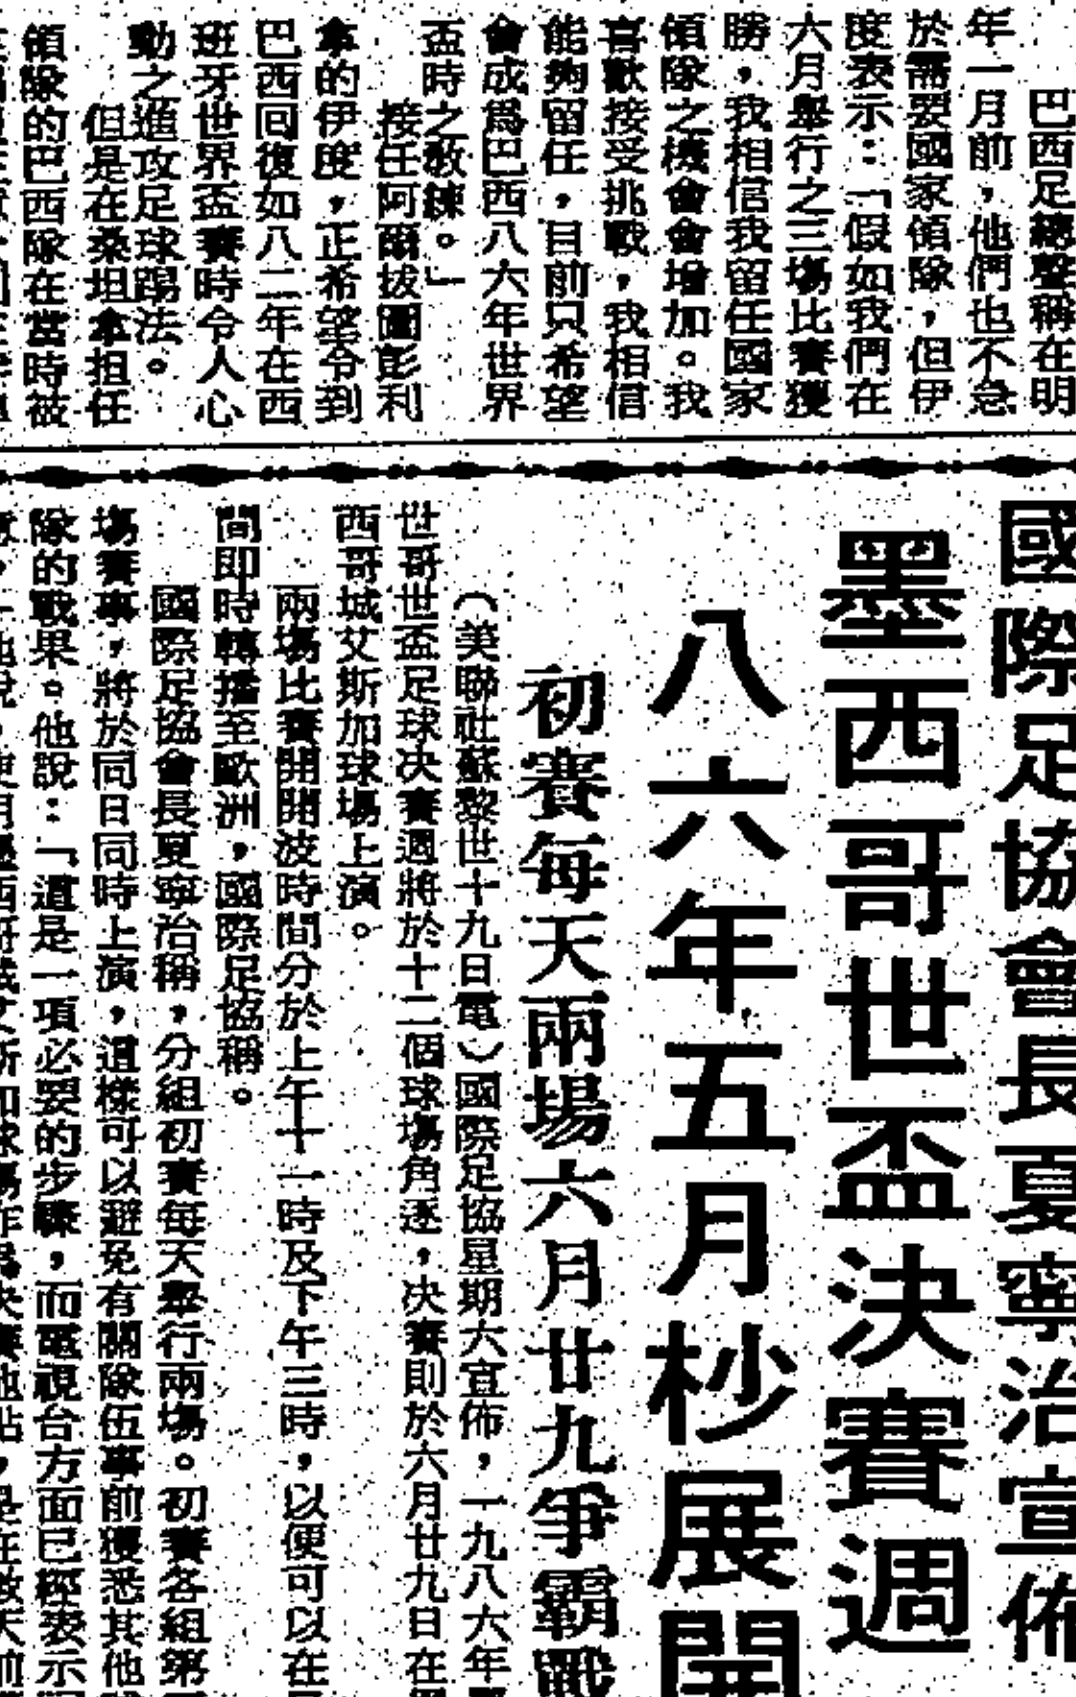 巴西足總聲稱在明
年一月前，他們也不急
於需要國家領隊，但伊
度表示：「假如我們在
六月舉行之三場比賽獲
勝，我相信我留任國家
領隊之機會會增加。我
喜歡接受挑戰，我相信
能夠留任，目前只希望
會成爲巴西八六年世界
盃時之教練。」
接任阿爾拔圖彭利
拿的伊度，正希望令到
巴西回復如八二年在西
班牙世界盃賽時令人心
動之進攻足球踢法。
但是在桑坦拿担任
領隊的巴西隊在當時被
國際足協會長夏寧治宣佈
墨西哥世盃決賽週
八六年五月杪展開
初賽每天兩場六月廿九爭霸戰
（美聯社蘇黎世十九日電）國際足協星期六宣佈，一九八六年
世哥世盃足球决賽週將於十二個球場角逐，決賽則於六月廿九日在
西哥城艾斯加球場上演。
兩場比賽開開波時間分於上午十一時及下午三時，以便可以在
間即時轉播至歐洲，國際足協稱。
國際足協會長夏寧治稱，分組初賽每天舉行兩場。初賽各組第
場賽事，將於同日同時上演，這樣可以避免有關隊伍事前獲悉其他
隊的戰果。他說：「這是一項必要的步驟，而電視台方面已經表示